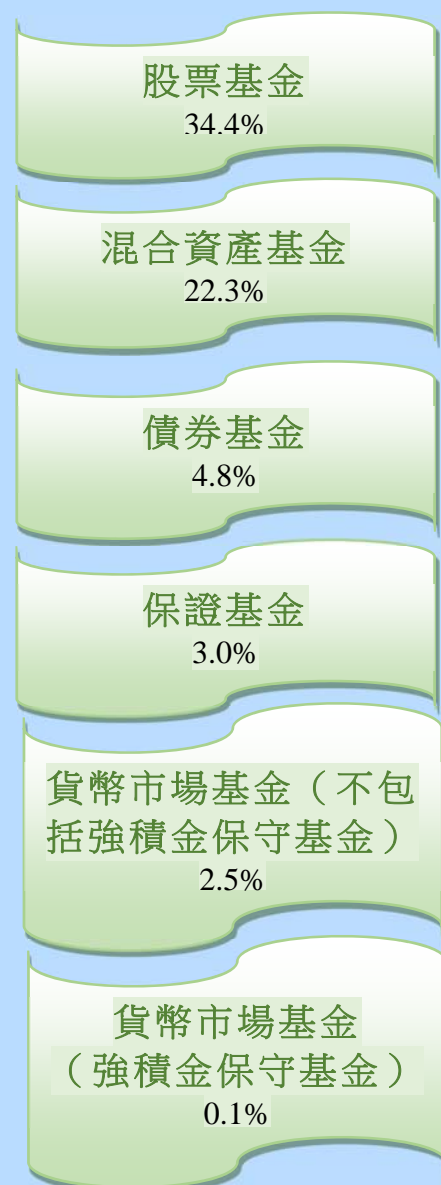 股票基金
34.4%
混合資產基金
22.3%
債券基金
4.8%
保證基金
3.0%
貨幣市場基金（不包
括強積金保守基金）
2.5%
貨幣市場基金
（強積金保守基金）
0.1%